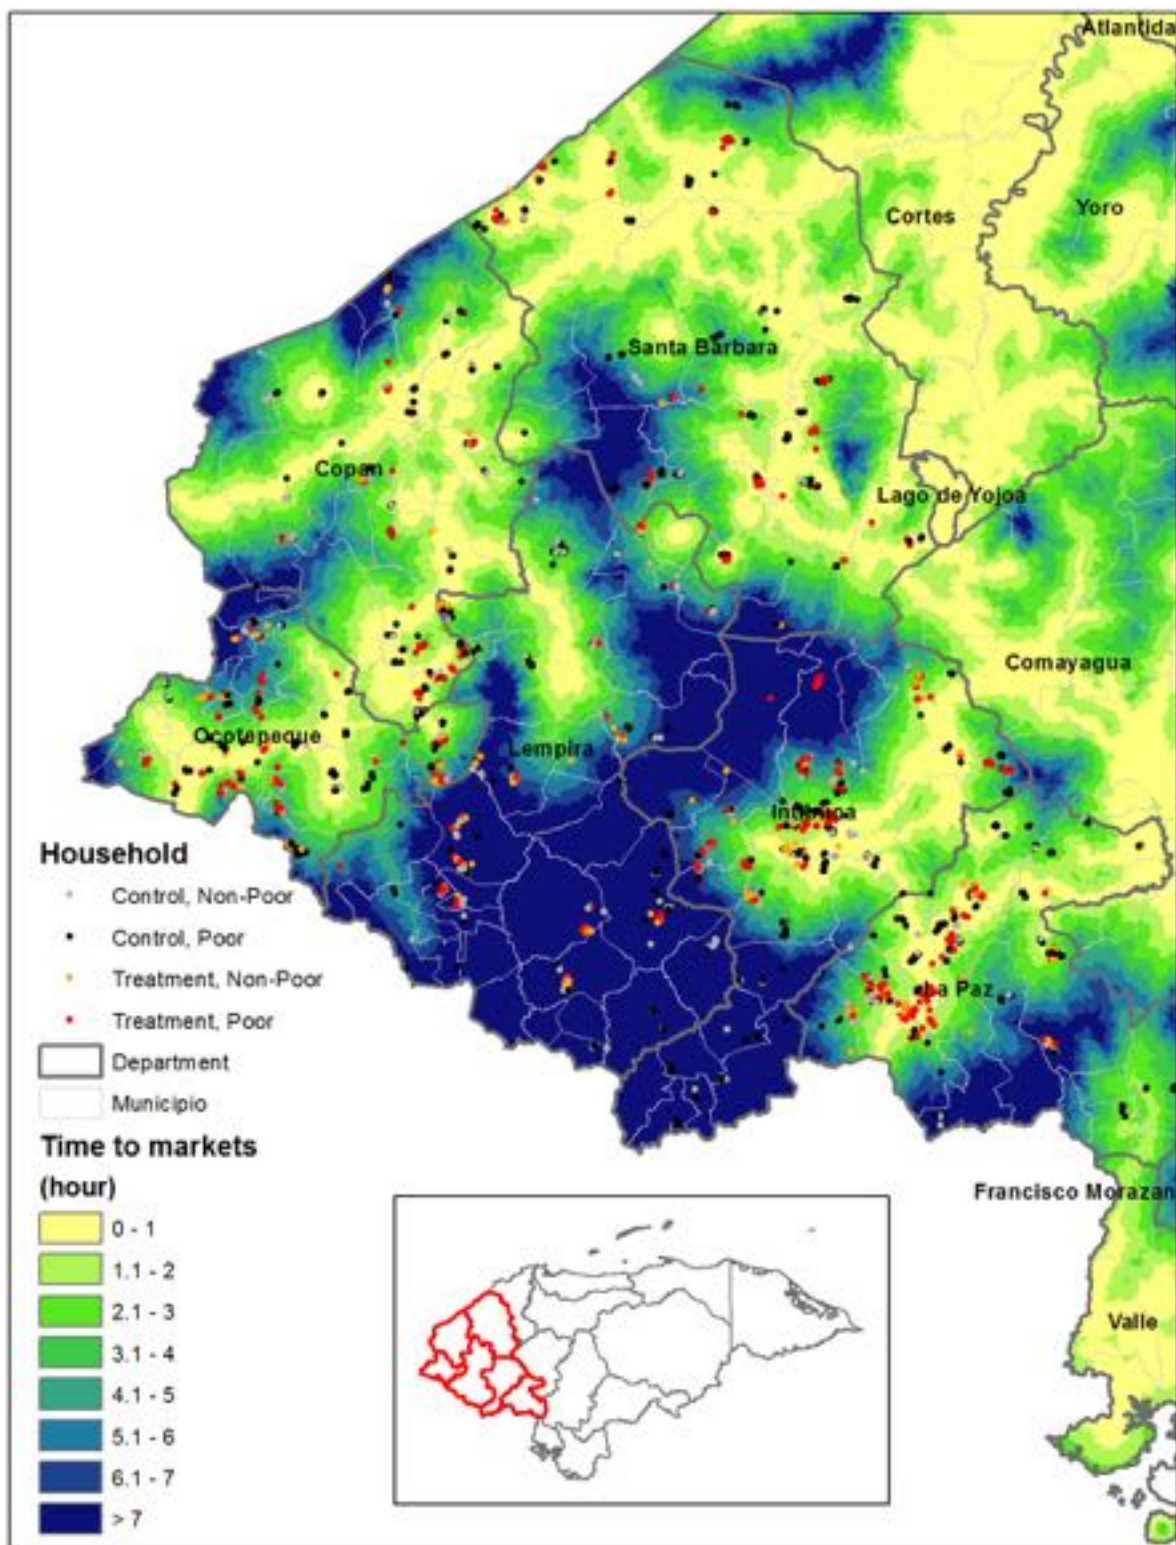 Atlantida
Cortes
Yoro
Santa Barbara
Copan
Lago de Yojoa
Comayagua
Ocotepeque
Lempira
Intibuca
La Paz
Household
Control, Non-Poor
Control, Poor
Treatment, Non-Poor
Treatment, Poor
Department
Municipio
Time to markets
(hour)
0 - 1
1.1 - 2
2.1 - 3
3.1 - 4
4.1 - 5
5.1 - 6
6.1 - 7
> 7
Francisco Morazan
Valle